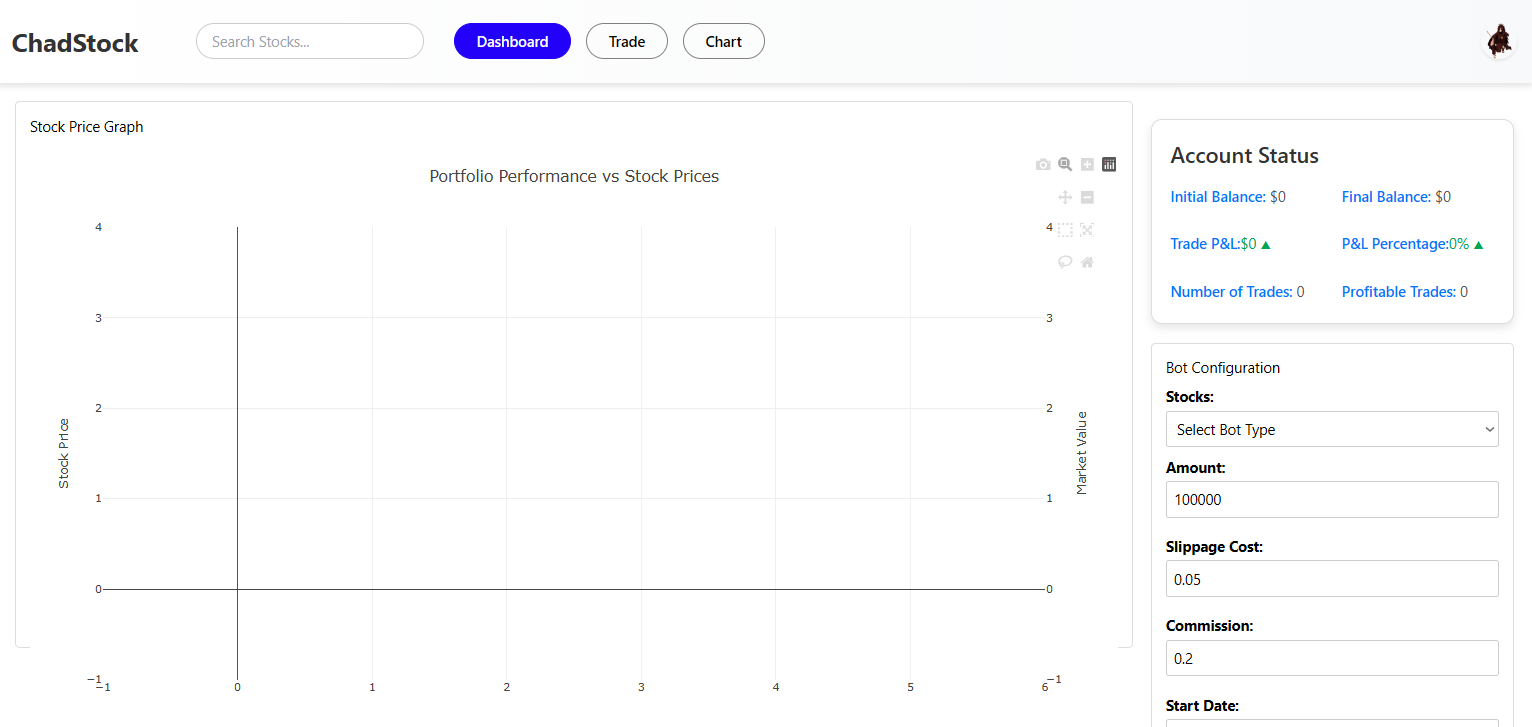 ChadStock
Search Stocks...
Dashboard
Trade
Chart
Stock Price Graph
Portfolio Performance vs Stock Prices
4
3
2
1
0
−1
Stock Price
−1
0
1
2
3
4
5
6
4
3
2
1
0
−1
Market Value
Account Status
Initial Balance: $0
Final Balance: $0
Trade P&L:$0 ▲
P&L Percentage:0% ▲
Number of Trades: 0
Profitable Trades: 0
Bot Configuration
Stocks:
Select Bot Type
Amount:
100000
Slippage Cost:
0.05
Commission:
0.2
Start Date: